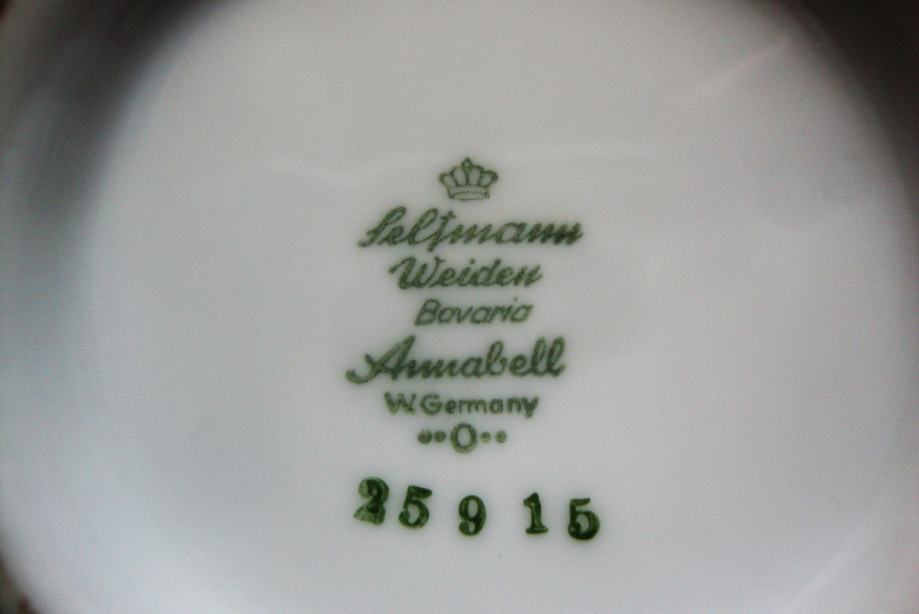 Seltmann
Weiden
Bavaria
Annabell
W.Germany
••O••
25 9 15